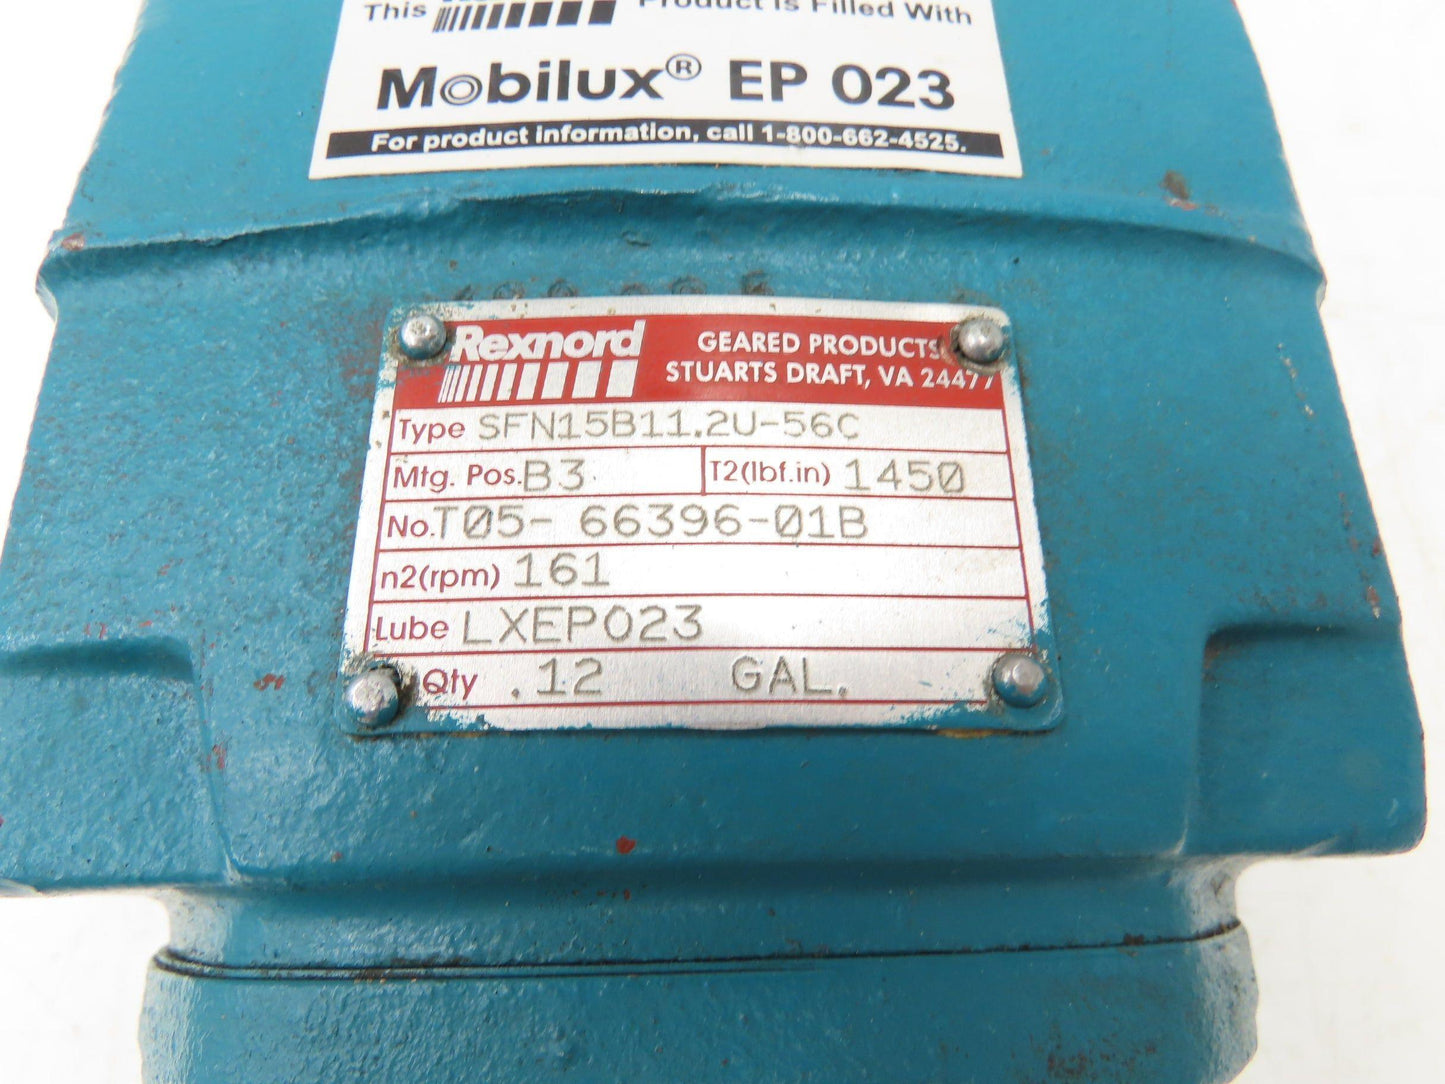 This Product Is Filled With
Mobilux® EP 023
For product information, call 1-800-662-4525.
Rexnord
GEARED PRODUCTS
STUARTS DRAFT, VA 24477
Type SFN15B11.2U-56C
Mtg. Pos. B3 T2(lbf.in) 1450
No. T05- 66396-01B
n2(rpm) 161
Lube LXEP023
Qty .12 GAL.